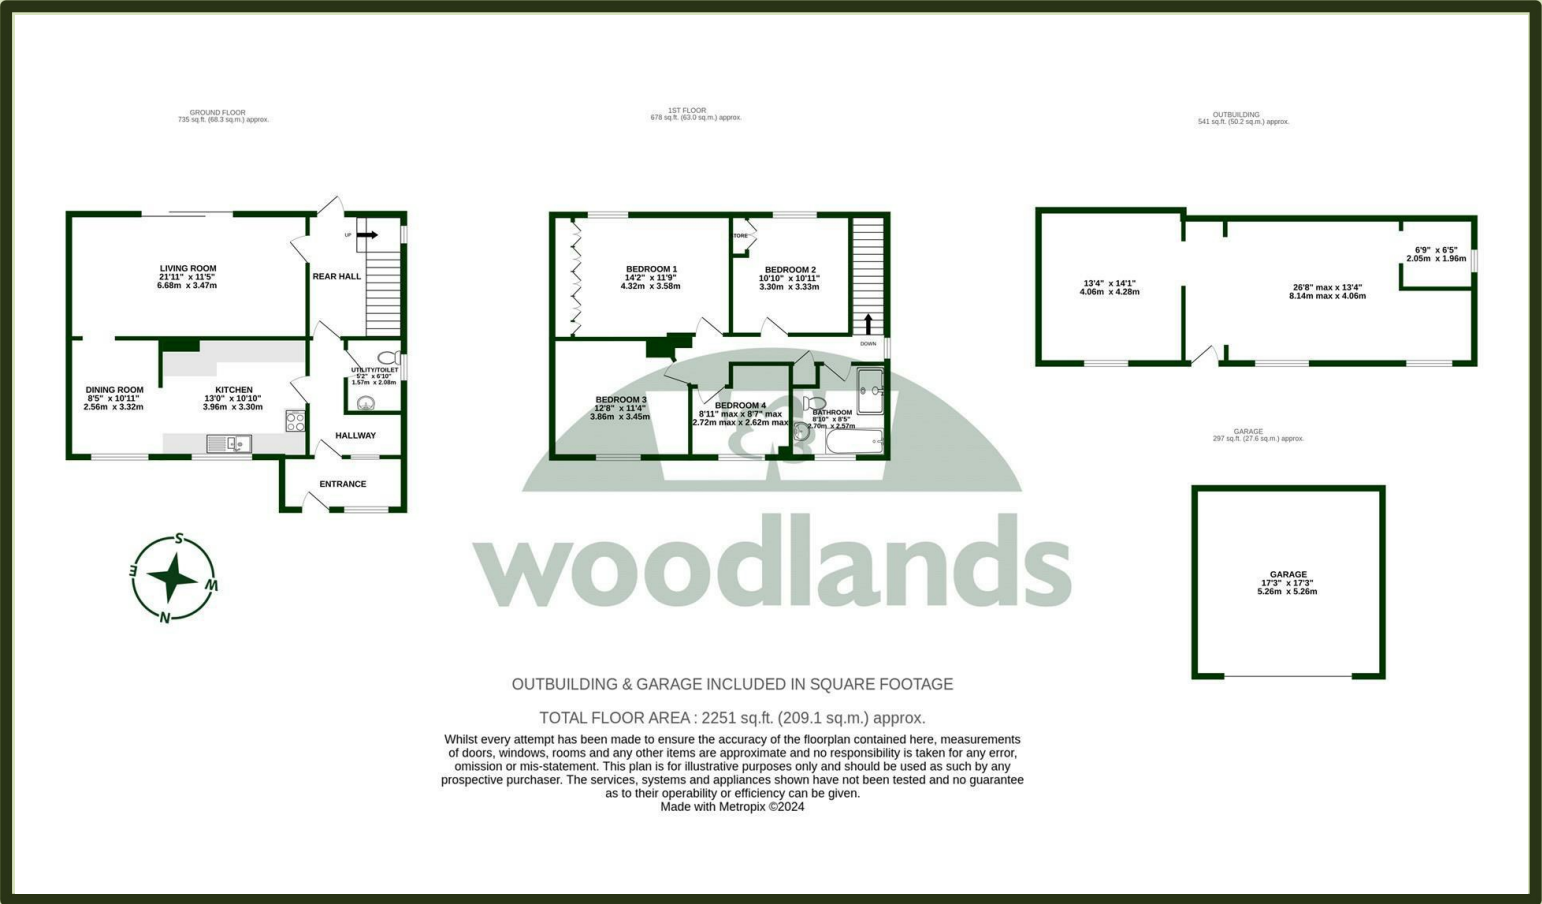 GROUND FLOOR
735 sq.ft. (68.3 sq.m.) approx.
1ST FLOOR
678 sq.ft. (63.0 sq.m.) approx.
OUTBUILDING
541 sq.ft. (50.2 sq.m.) approx.
LIVING ROOM
21'11" x 11'5"
6.68m x 3.47m
UP
REAR HALL
DINING ROOM
8'5" x 10'11"
2.56m x 3.32m
KITCHEN
13'0" x 10'10"
3.96m x 3.30m
UTILITY/TOILET
5'2" x 6'10"
1.57m x 2.08m
HALLWAY
ENTRANCE
BEDROOM 1
14'2" x 11'9"
4.32m x 3.58m
STORE
BEDROOM 2
10'10" x 10'11"
3.30m x 3.33m
DOWN
BEDROOM 3
12'8" x 11'4"
3.86m x 3.45m
BEDROOM 4
8'11" max x 8'7" max
2.72m max x 2.62m max
BATHROOM
8'10" x 8'5"
2.70m x 2.57m
13'4" x 14'1"
4.06m x 4.28m
26'8" max x 13'4"
8.14m max x 4.06m
6'9" x 6'5"
2.05m x 1.96m
GARAGE
297 sq.ft. (27.6 sq.m.) approx.
GARAGE
17'3" x 17'3"
5.26m x 5.26m
S
E
W
N
woodlands
OUTBUILDING & GARAGE INCLUDED IN SQUARE FOOTAGE
TOTAL FLOOR AREA : 2251 sq.ft. (209.1 sq.m.) approx.
Whilst every attempt has been made to ensure the accuracy of the floorplan contained here, measurements
of doors, windows, rooms and any other items are approximate and no responsibility is taken for any error,
omission or mis-statement. This plan is for illustrative purposes only and should be used as such by any
prospective purchaser. The services, systems and appliances shown have not been tested and no guarantee
as to their operability or efficiency can be given.
Made with Metropix ©2024